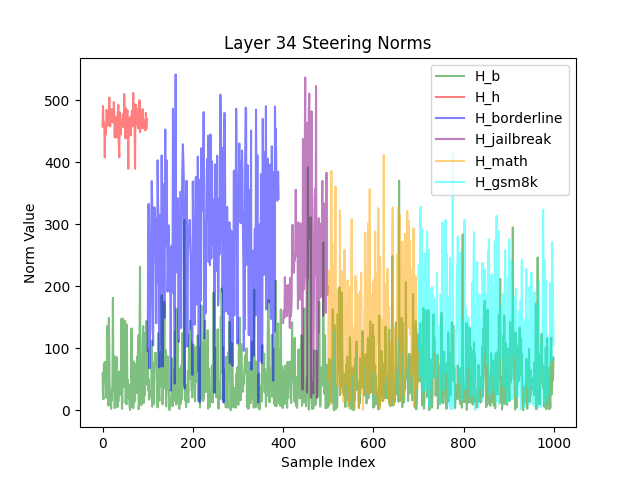 Layer 34 Steering Norms
Norm Value
500
400
300
200
100
0
0
200
400
600
800
1000
Sample Index
H_b
H_h
H_borderline
H_jailbreak
H_math
H_gsm8k